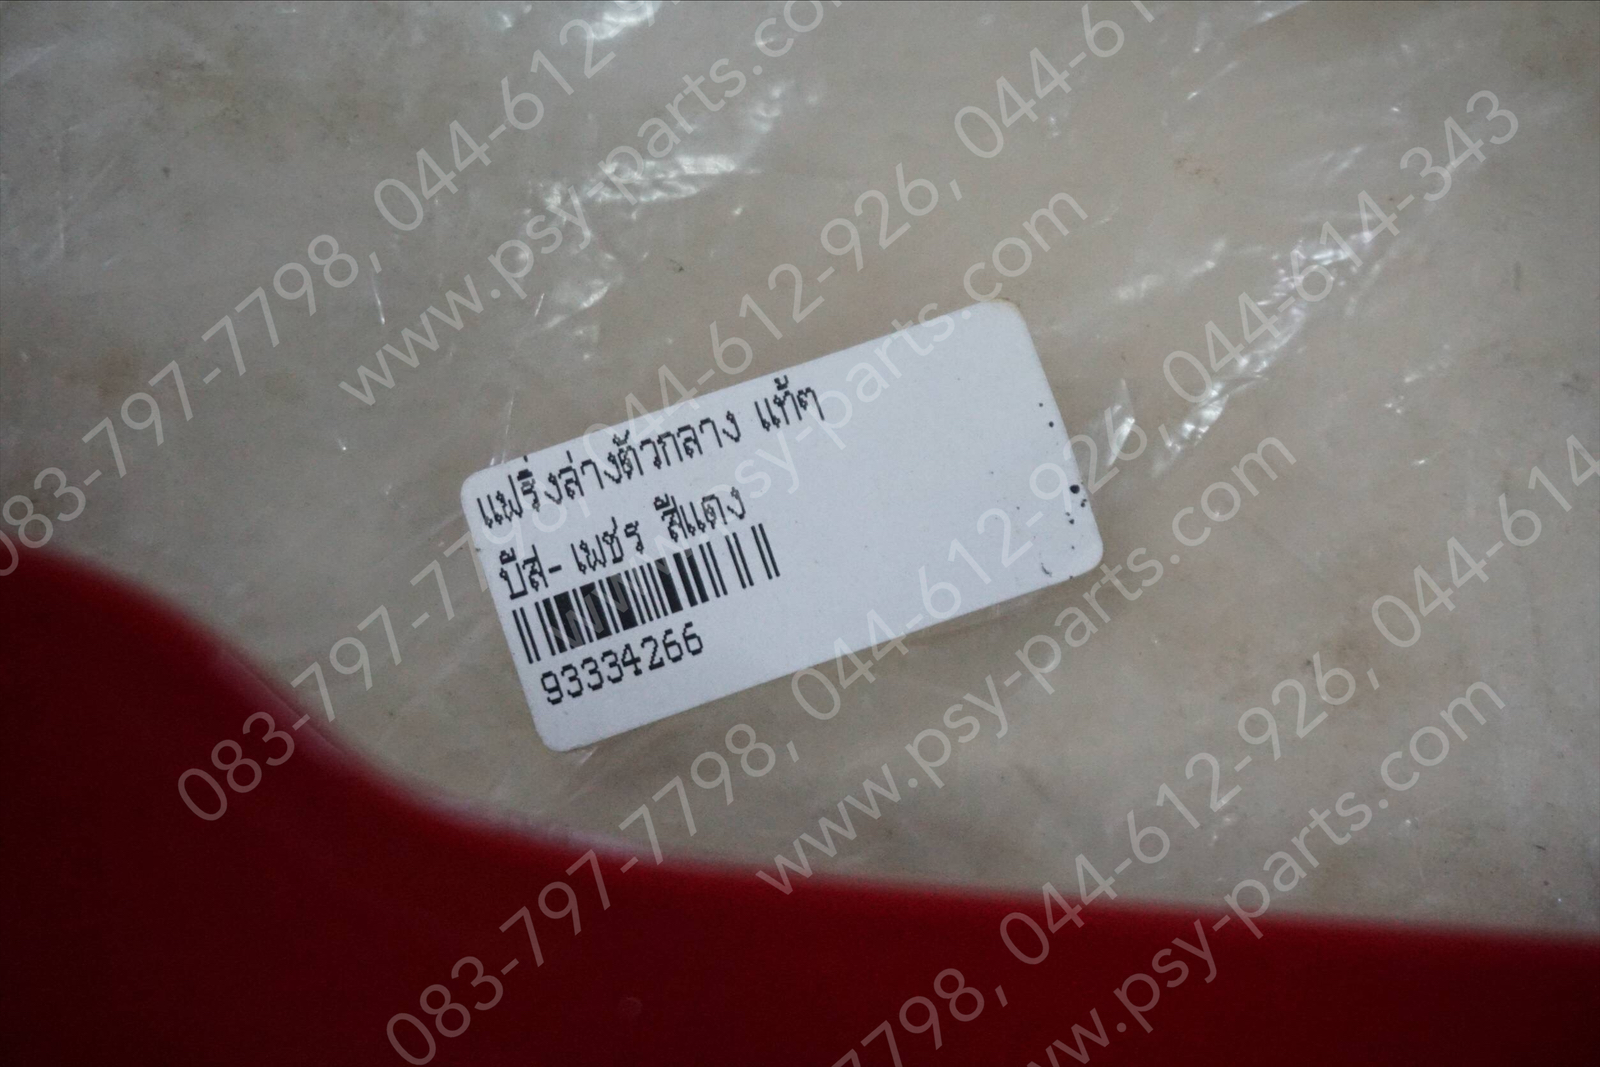 แฟริ่งล่างตัวกลาง แท้ๆ
บีส- เพชร สีแดง
93334266
083-797-7798, 044-612-926, 044-614-343
www.psy-parts.com